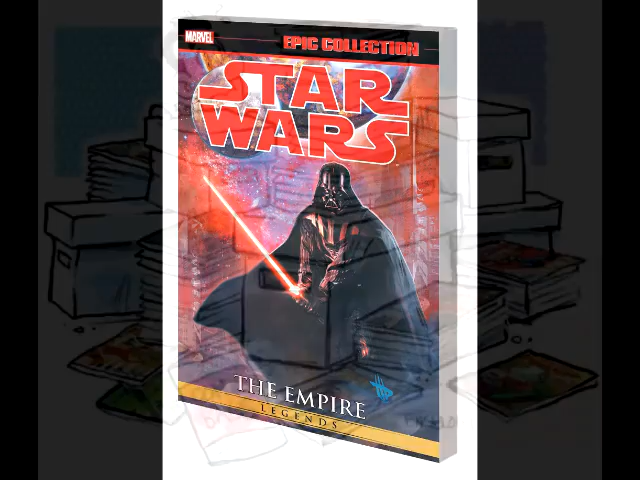 MARVEL
EPIC COLLECTION
STAR
WARS
THE EMPIRE
LEGENDS